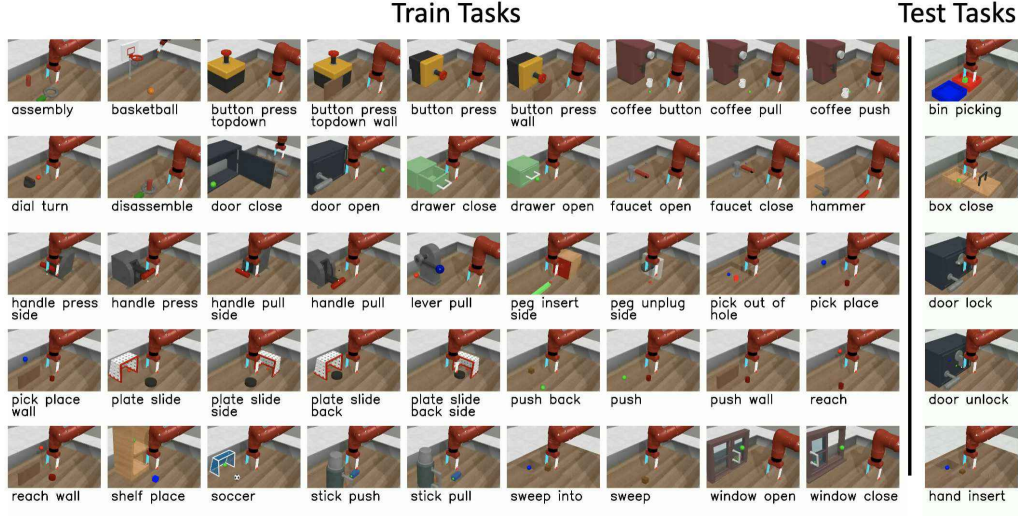 Train Tasks
Test Tasks
assembly
basketball
button press
topdown
button press
topdown wall
button press
button press
wall
coffee button
coffee pull
coffee push
bin picking
dial turn
disassemble
door close
door open
drawer close
drawer open
faucet open
faucet close
hammer
box close
handle press
side
handle press
handle pull
side
handle pull
lever pull
peg insert
side
peg unplug
side
pick out of
hole
pick place
door lock
pick place
wall
plate slide
plate slide
side
plate slide
back
plate slide
back side
push back
push
push wall
reach
door unlock
reach wall
shelf place
soccer
stick push
stick pull
sweep into
sweep
window open
window close
hand insert